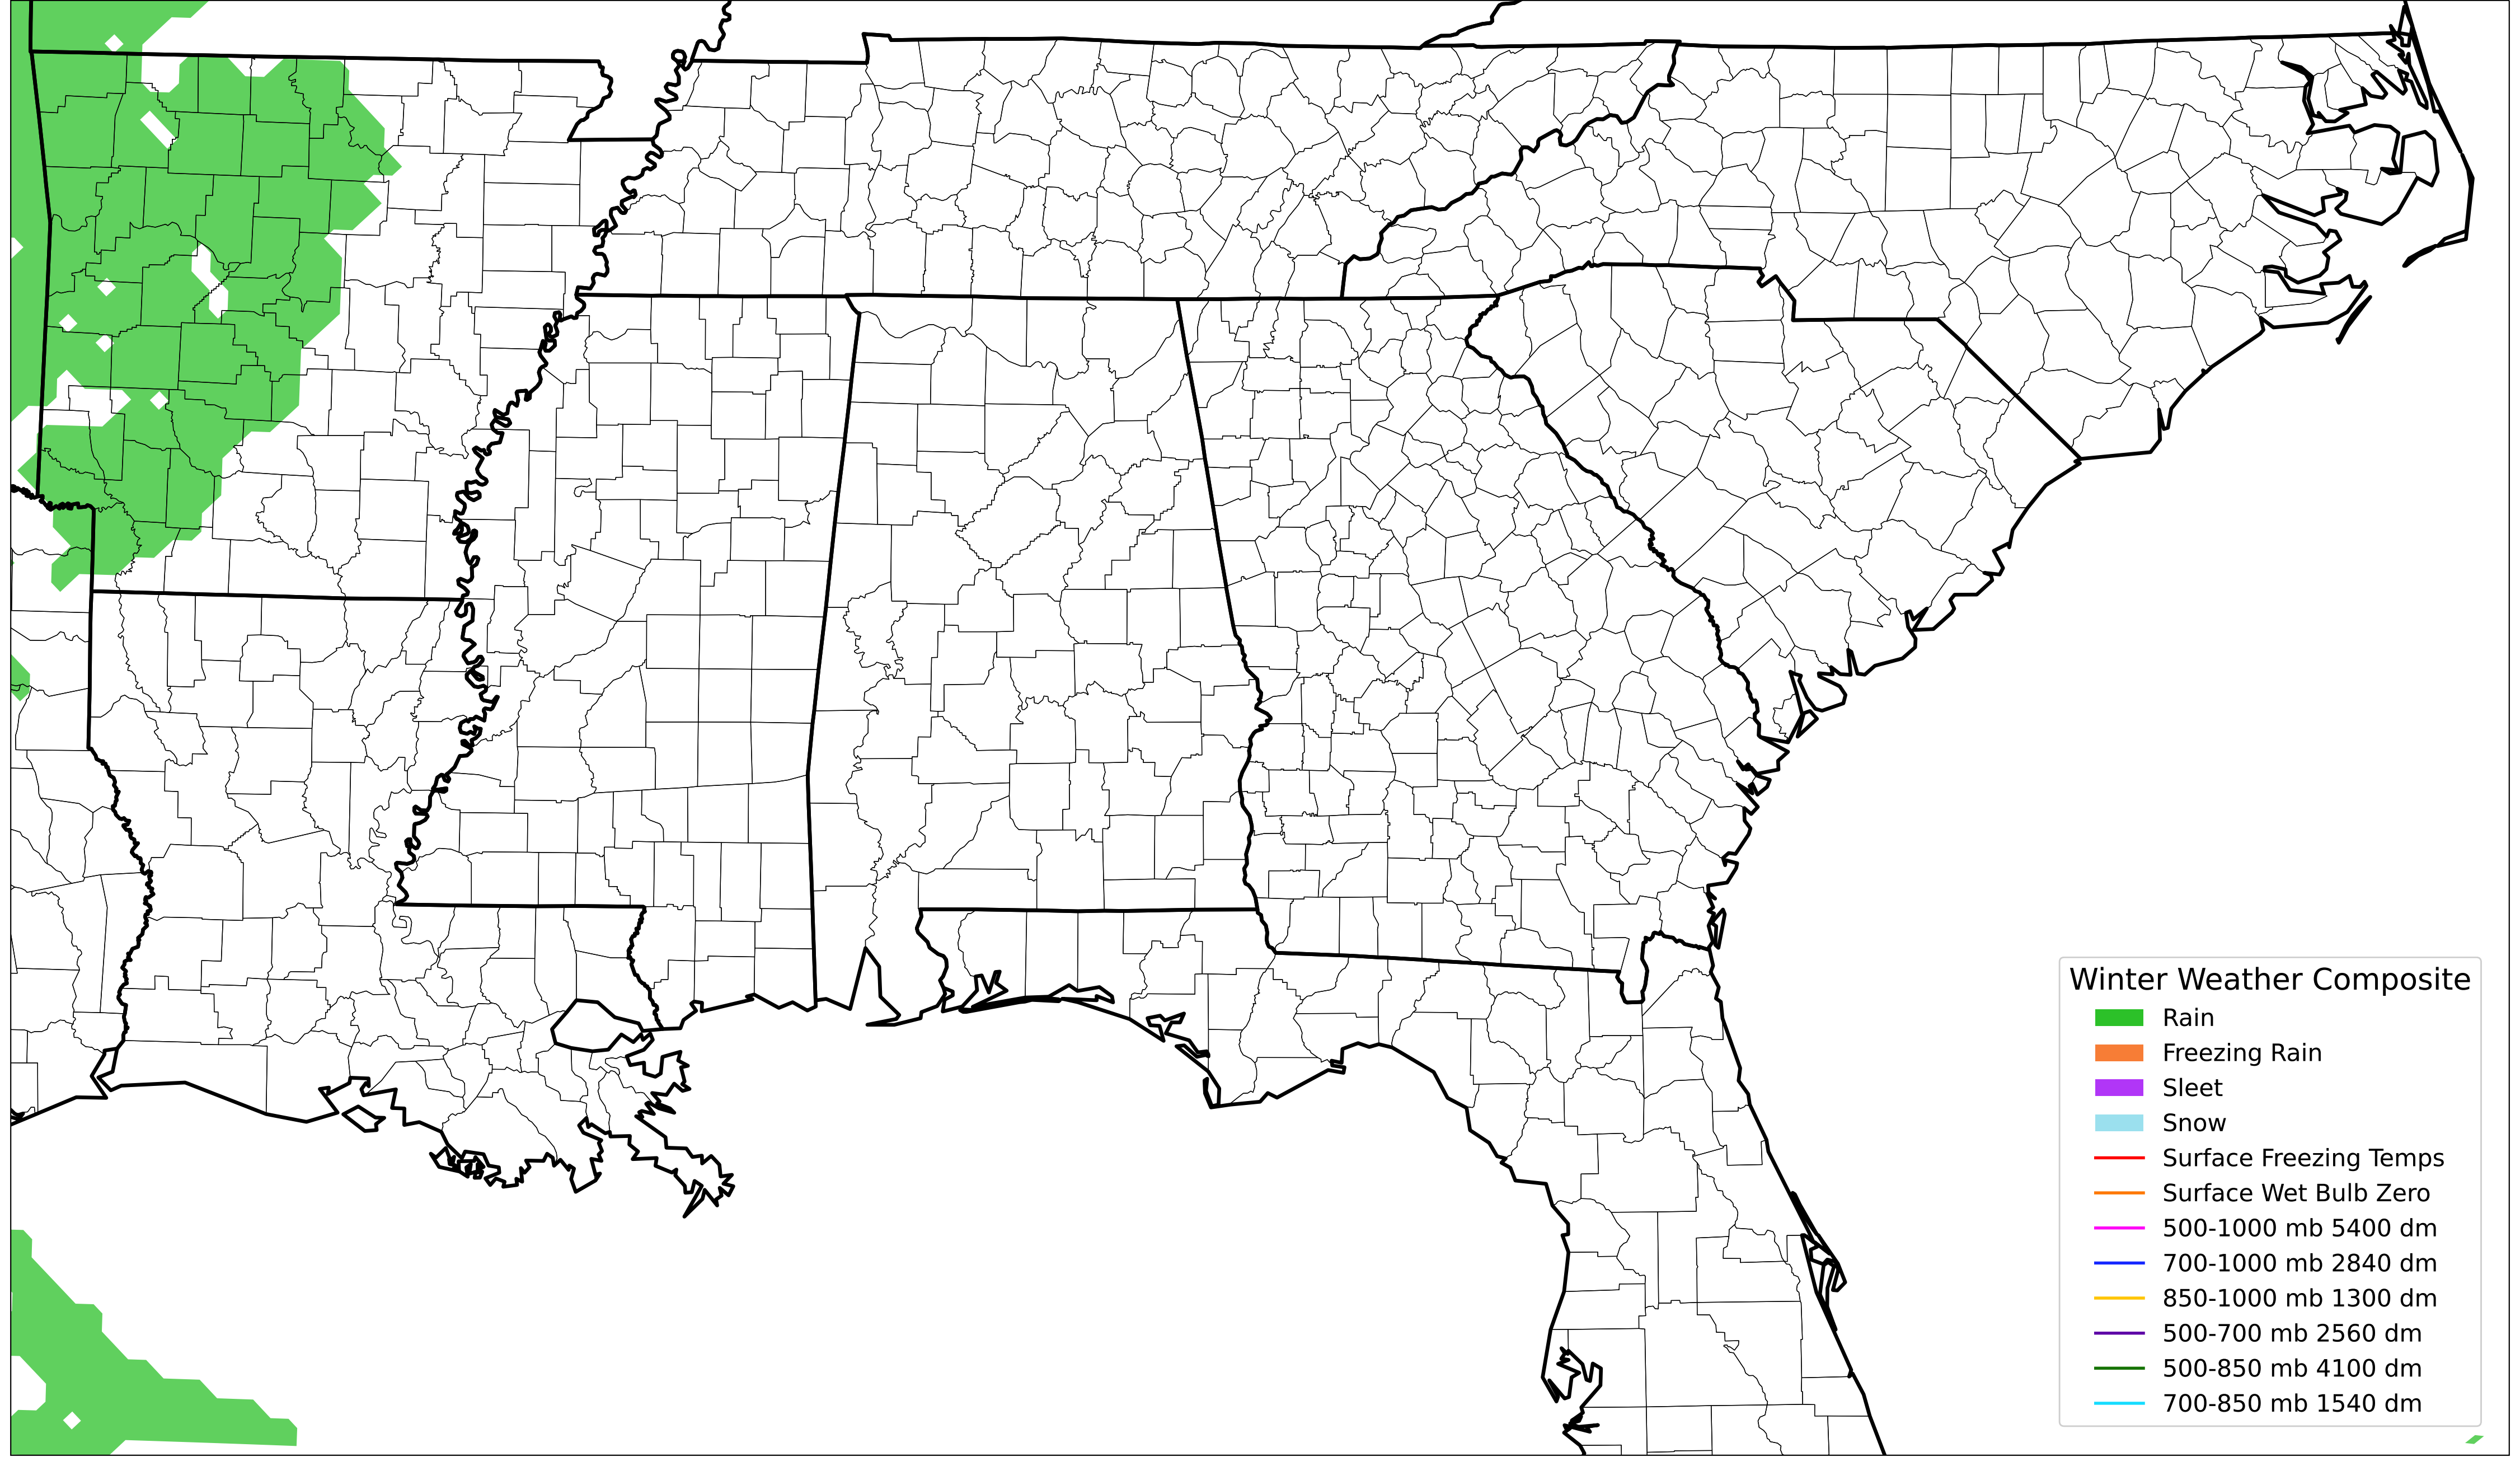 Winter Weather Composite
Rain
Freezing Rain
Sleet
Snow
Surface Freezing Temps
Surface Wet Bulb Zero
500-1000 mb 5400 dm
700-1000 mb 2840 dm
850-1000 mb 1300 dm
500-700 mb 2560 dm
500-850 mb 4100 dm
700-850 mb 1540 dm